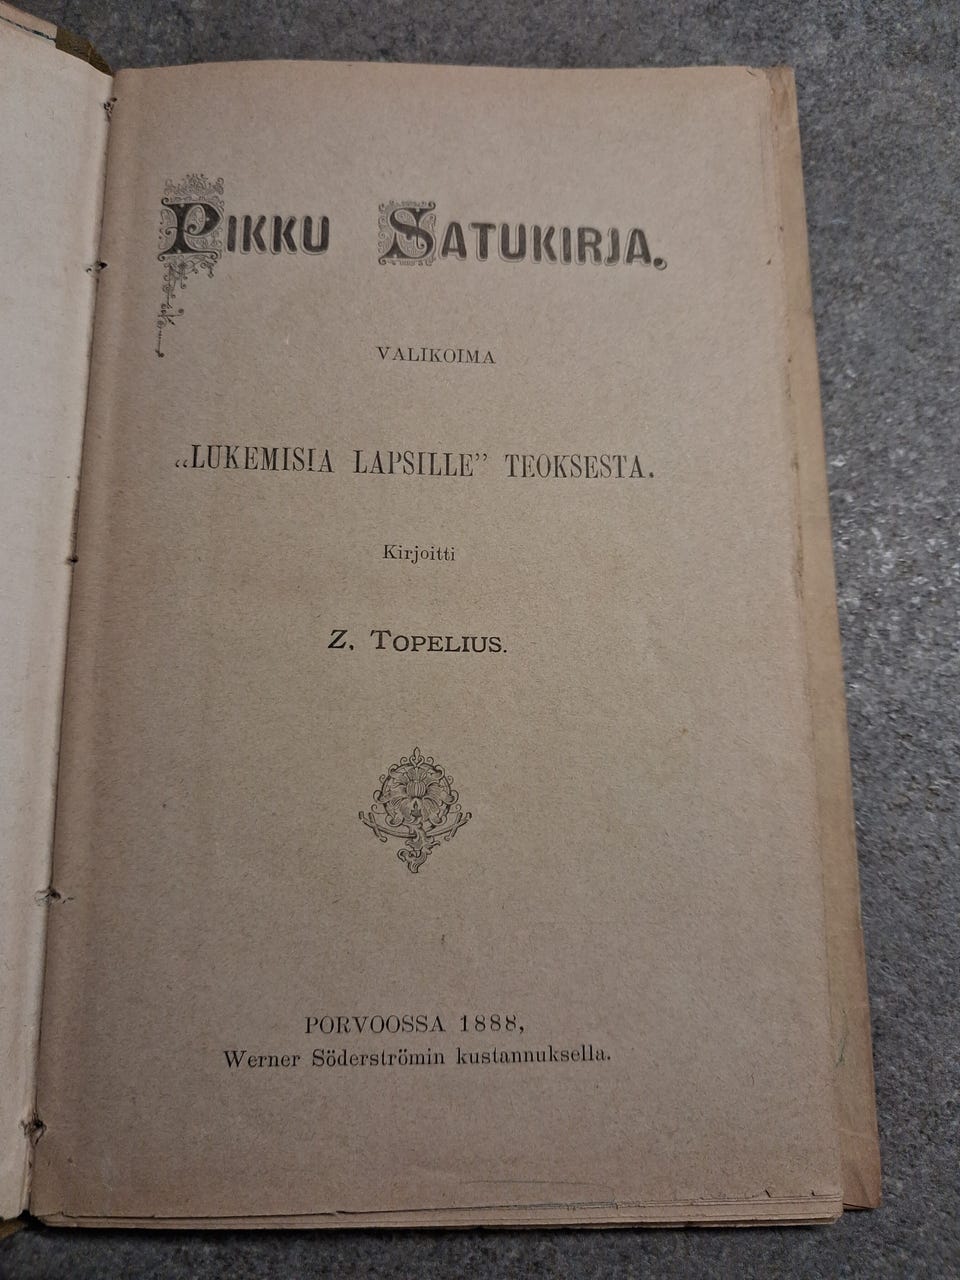 PIKKU SATUKIRJA.
VALIKOIMA
„LUKEMISIA LAPSILLE” TEOKSESTA.
Kirjoitti
Z. TOPELIUS.
PORVOOSSA 1888,
Werner Söderströmin kustannuksella.